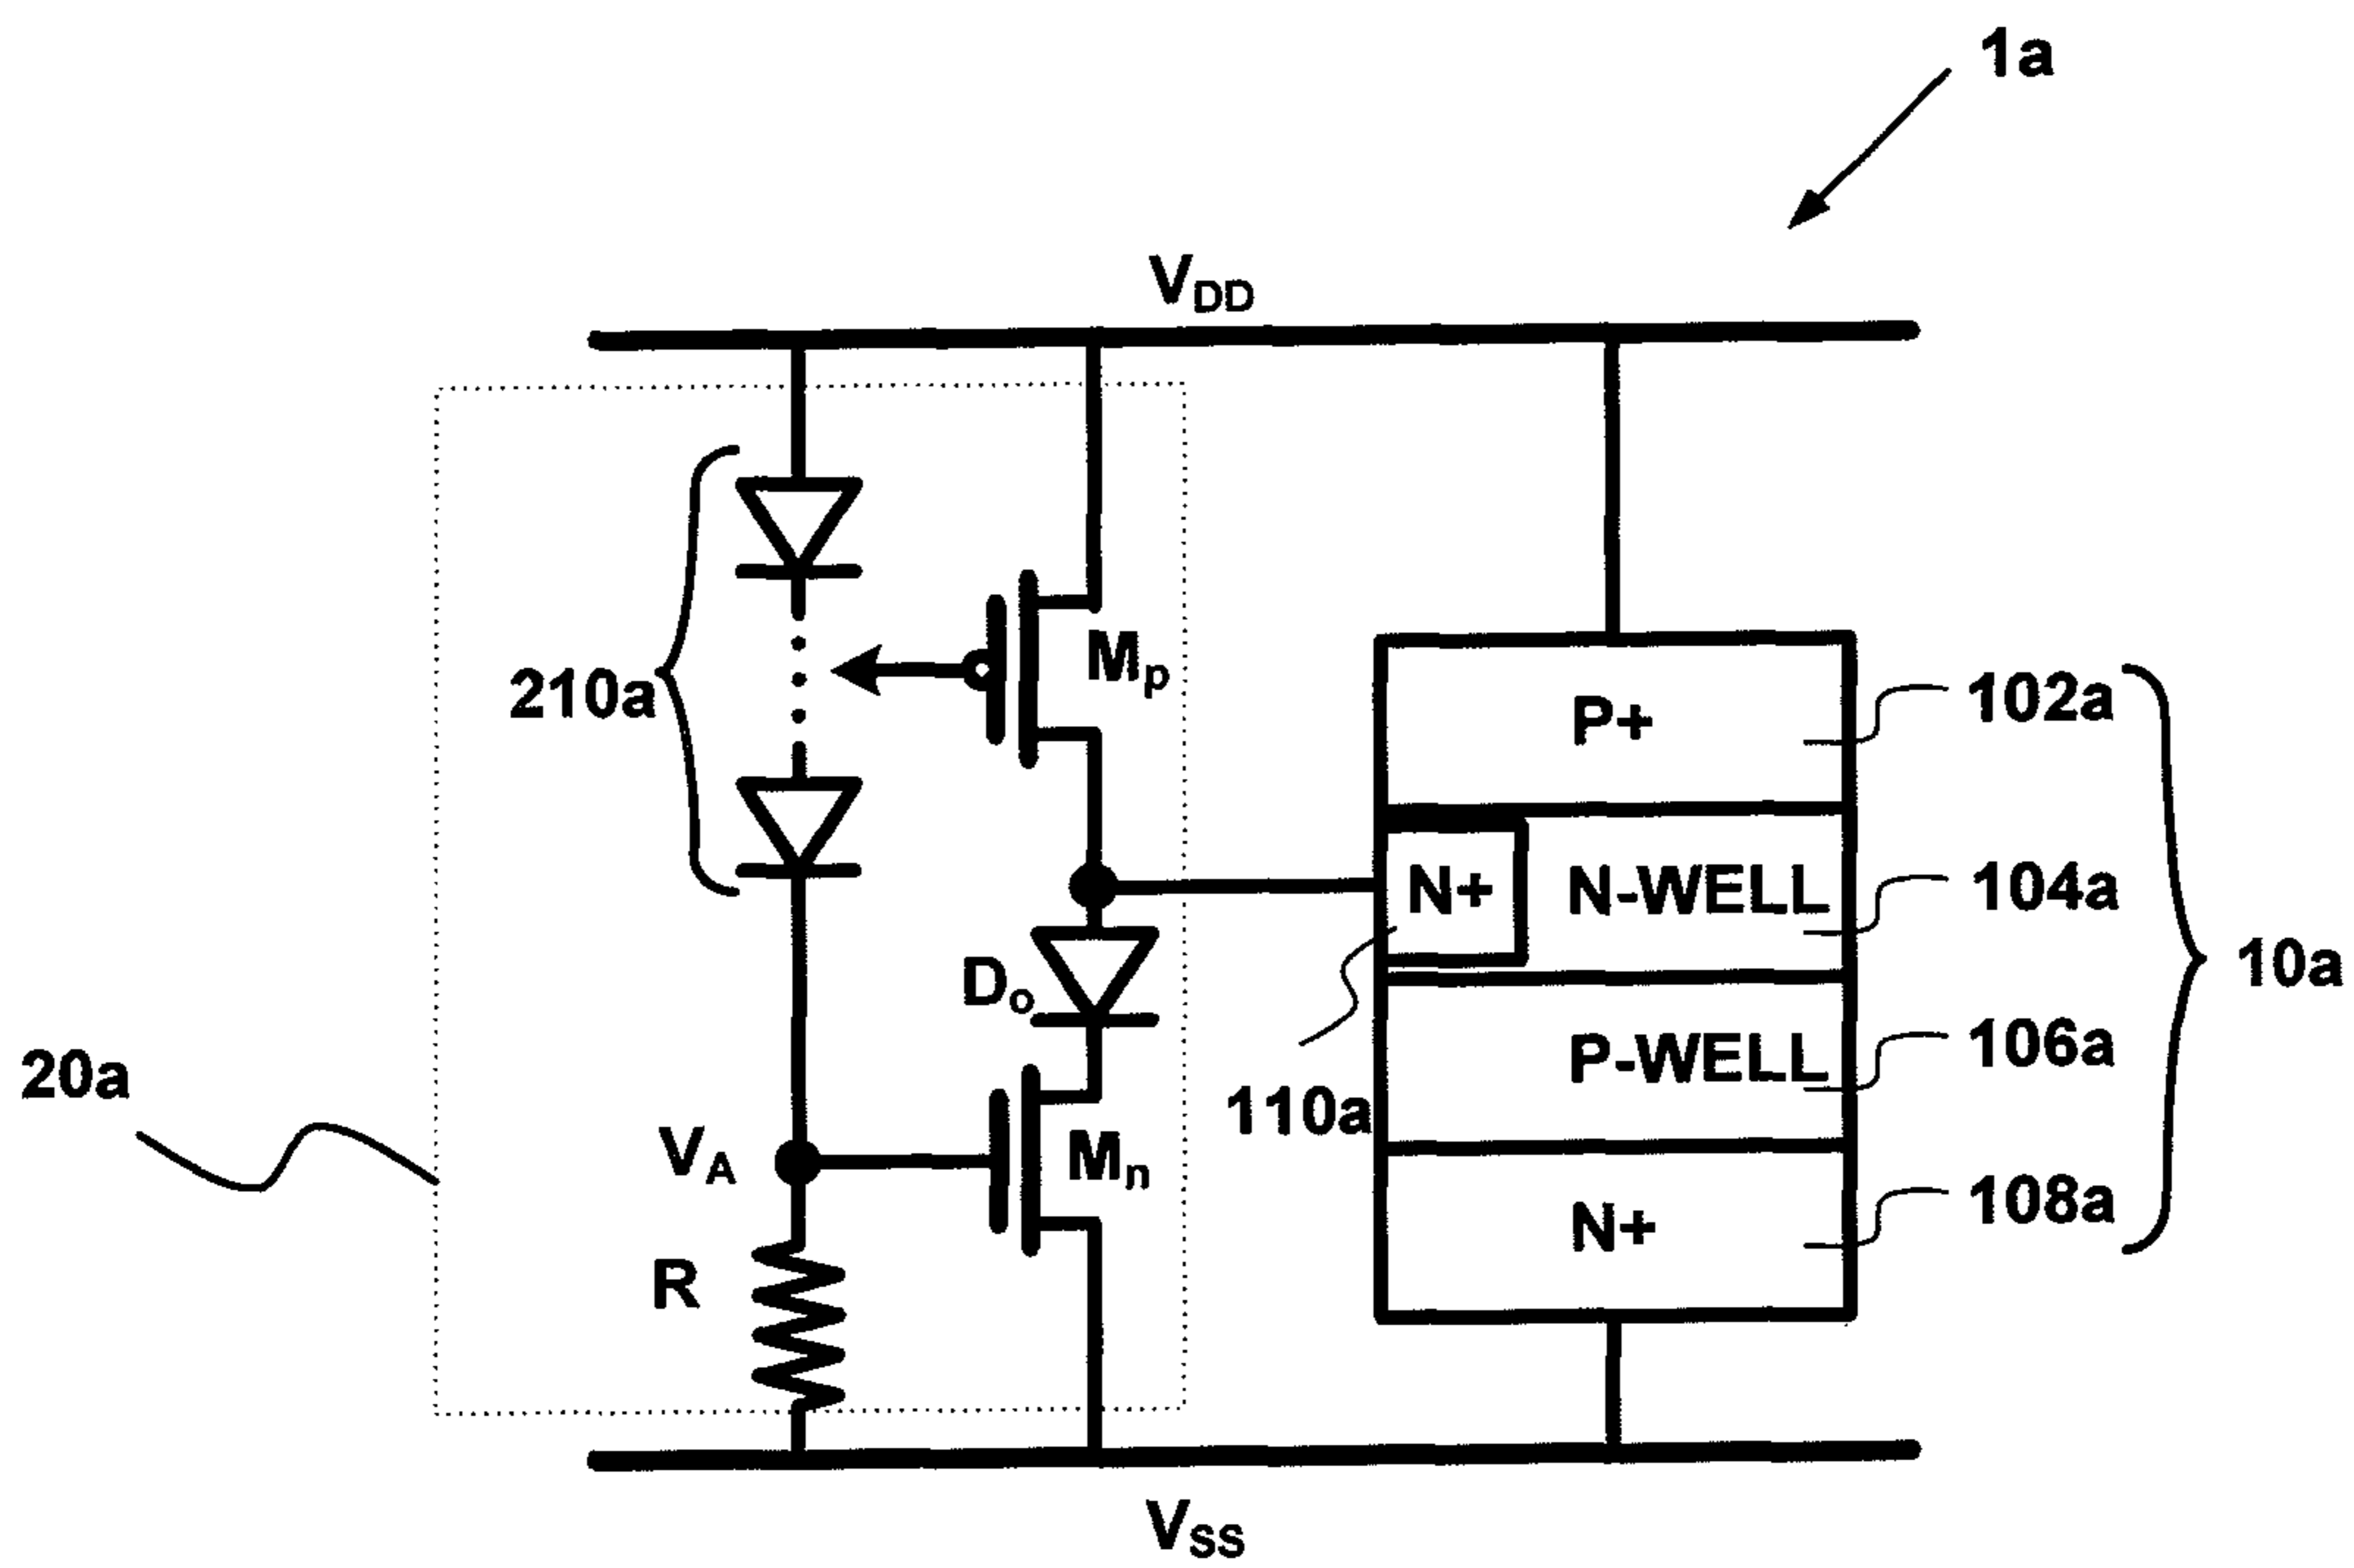 1a
VDD
Mp
210a
P+
102a
N+
N-WELL
104a
10a
Do
20a
110a
P-WELL
106a
VA
Mn
R
N+
108a
VSS